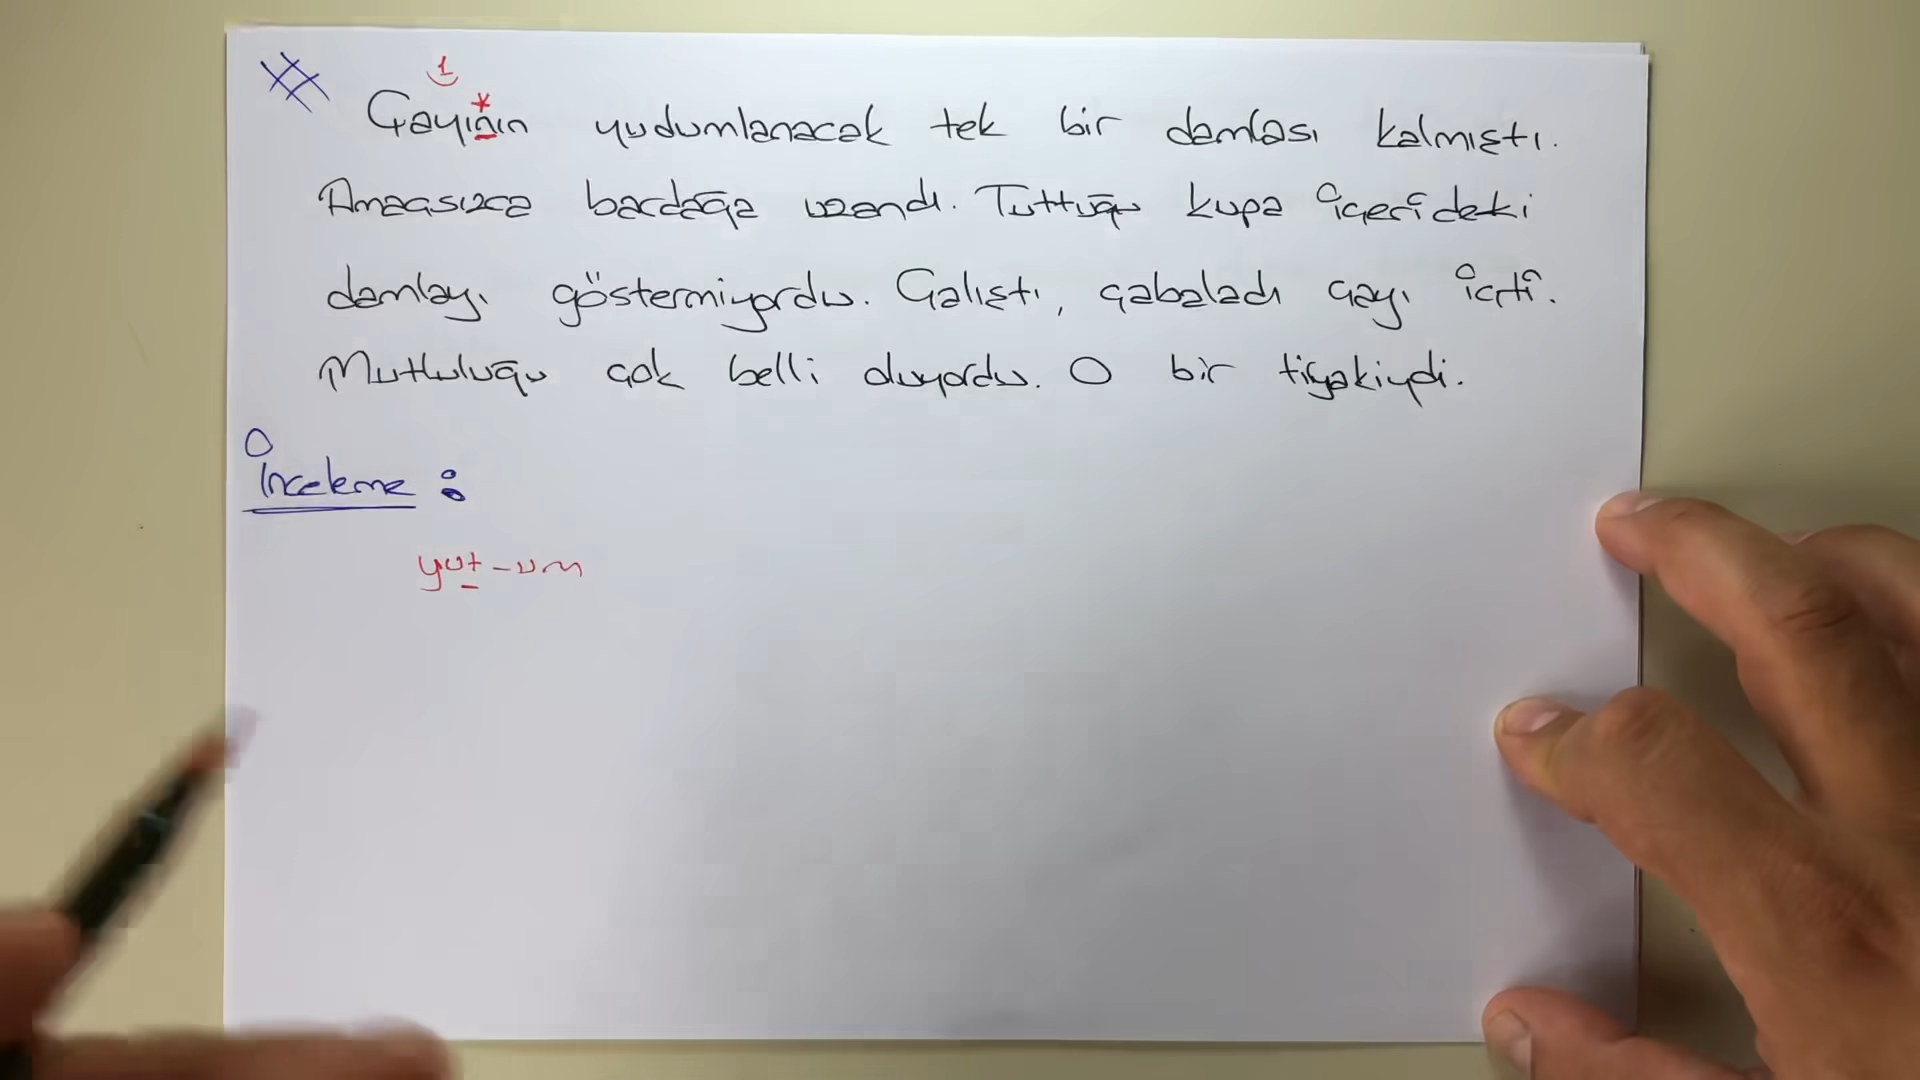 1
*
Çayının yudumlanacak tek bir damlası kalmıştı.
Amaçsızca bardağa uzandı. Tuttuğu kupa içerideki
damlayı göstermiyordu. Çalıştı, çabaladı çayı içti.
Mutluluğu çok belli oluyordu. O bir tiryakiydi.
İnceleme :
yut-um